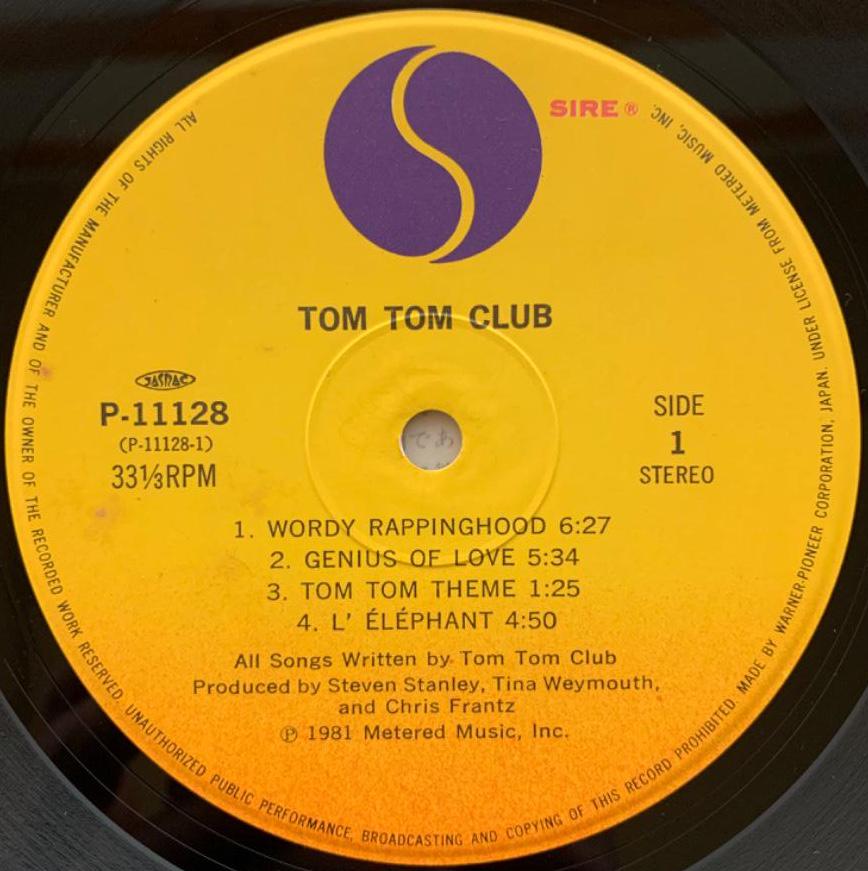 SIRE®
TOM TOM CLUB
JASRAC
P-11128
(P-11128-1)
33⅓RPM
SIDE
1
STEREO
1. WORDY RAPPINGHOOD 6:27
2. GENIUS OF LOVE 5:34
3. TOM TOM THEME 1:25
4. L' ÉLÉPHANT 4:50
All Songs Written by Tom Tom Club
Produced by Steven Stanley, Tina Weymouth,
and Chris Frantz
℗ 1981 Metered Music, Inc.
ALL RIGHTS OF THE MANUFACTURER AND OF THE OWNER OF THE RECORDED WORK RESERVED. UNAUTHORIZED PUBLIC PERFORMANCE, BROADCASTING AND COPYING OF THIS RECORD PROHIBITED. MADE BY WARNER-PIONEER CORPORATION, JAPAN. UNDER LICENSE FROM METERED MUSIC, INC.
であ